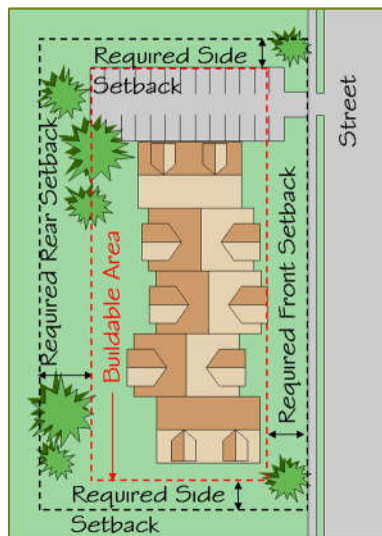 Required Side
Setback
Street
Required Rear Setback
Buildable Area
Required Front Setback
Required Side
Setback